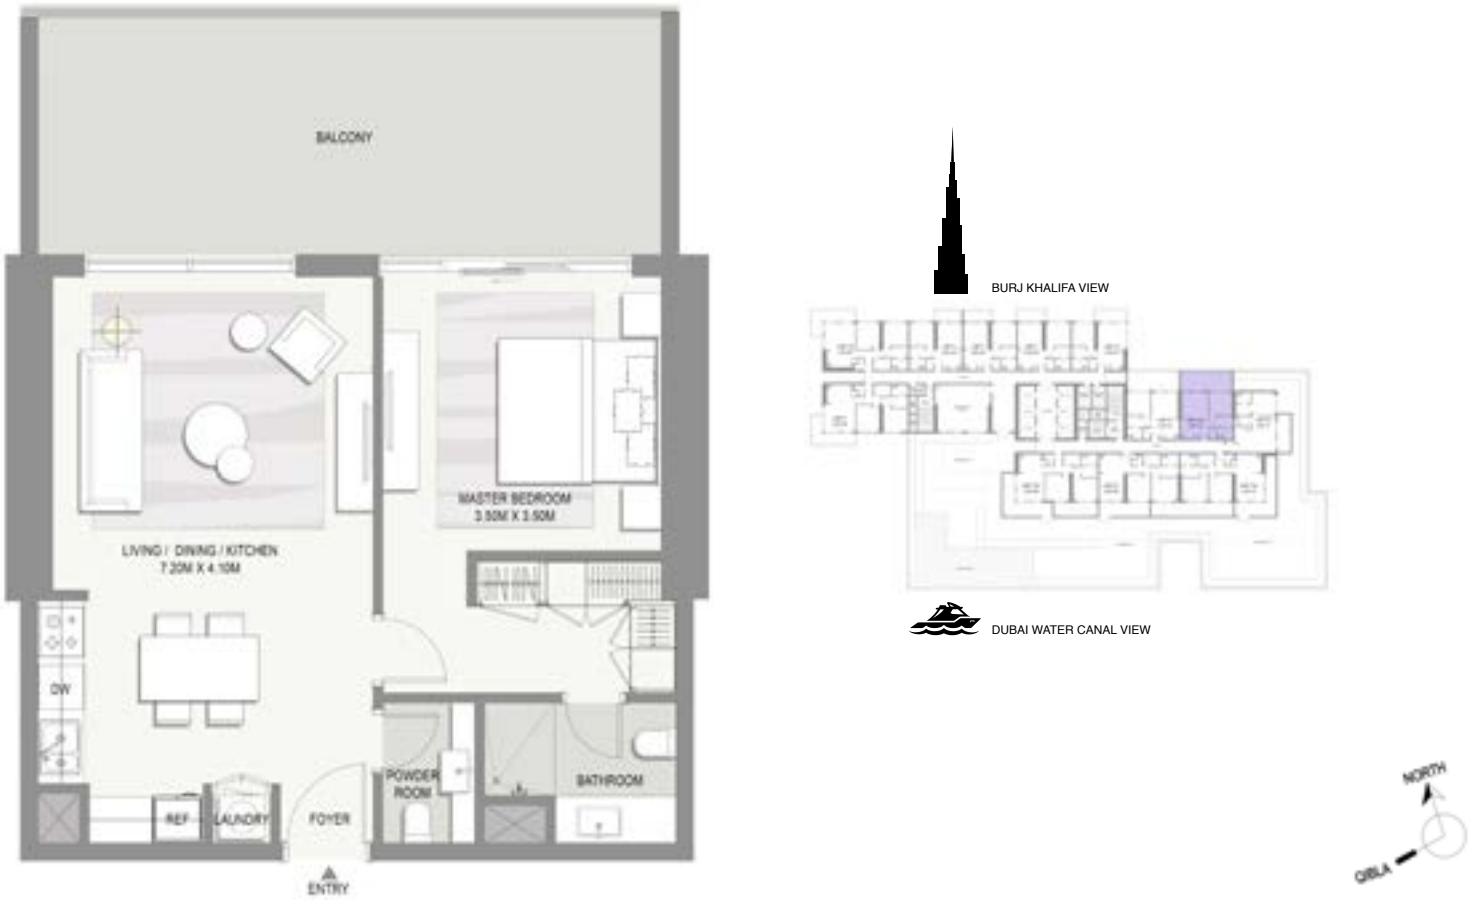 BALCONY
BURJ KHALIFA VIEW
MASTER BEDROOM
3.50M X 3.50M
LIVING / DINING / KITCHEN
7.20M X 4.10M
DUBAI WATER CANAL VIEW
DW
POWDER
ROOM
BATHROOM
REF
LAUNDRY
FOYER
ENTRY
NORTH
QIBLA